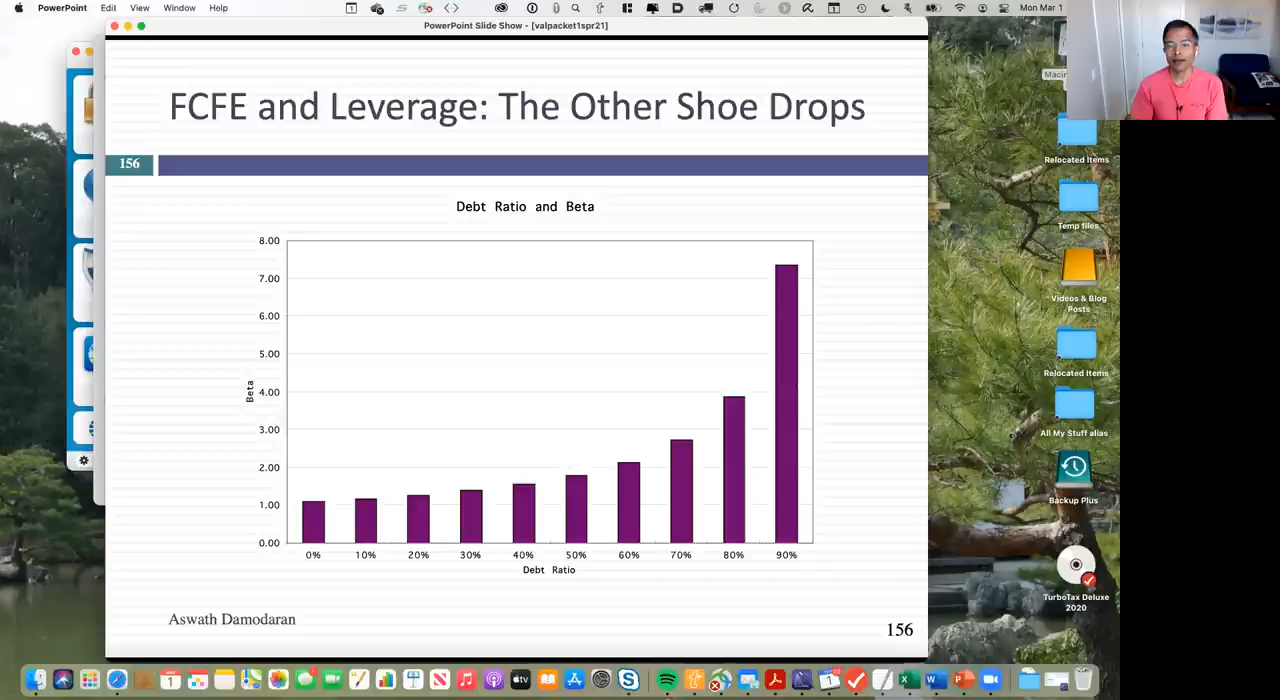 PowerPoint Edit View Window Help
Mon Mar 1
PowerPoint Slide Show - [valpacket1spr21]
FCFE and Leverage: The Other Shoe Drops
156
Debt Ratio and Beta
8.00
7.00
6.00
5.00
4.00
3.00
2.00
1.00
0.00
Beta
0% 10% 20% 30% 40% 50% 60% 70% 80% 90%
Debt Ratio
Aswath Damodaran
156
Relocated Items
Temp files
Videos & Blog
Posts
Relocated Items
All My Stuff alias
Backup Plus
TurboTax Deluxe
2020